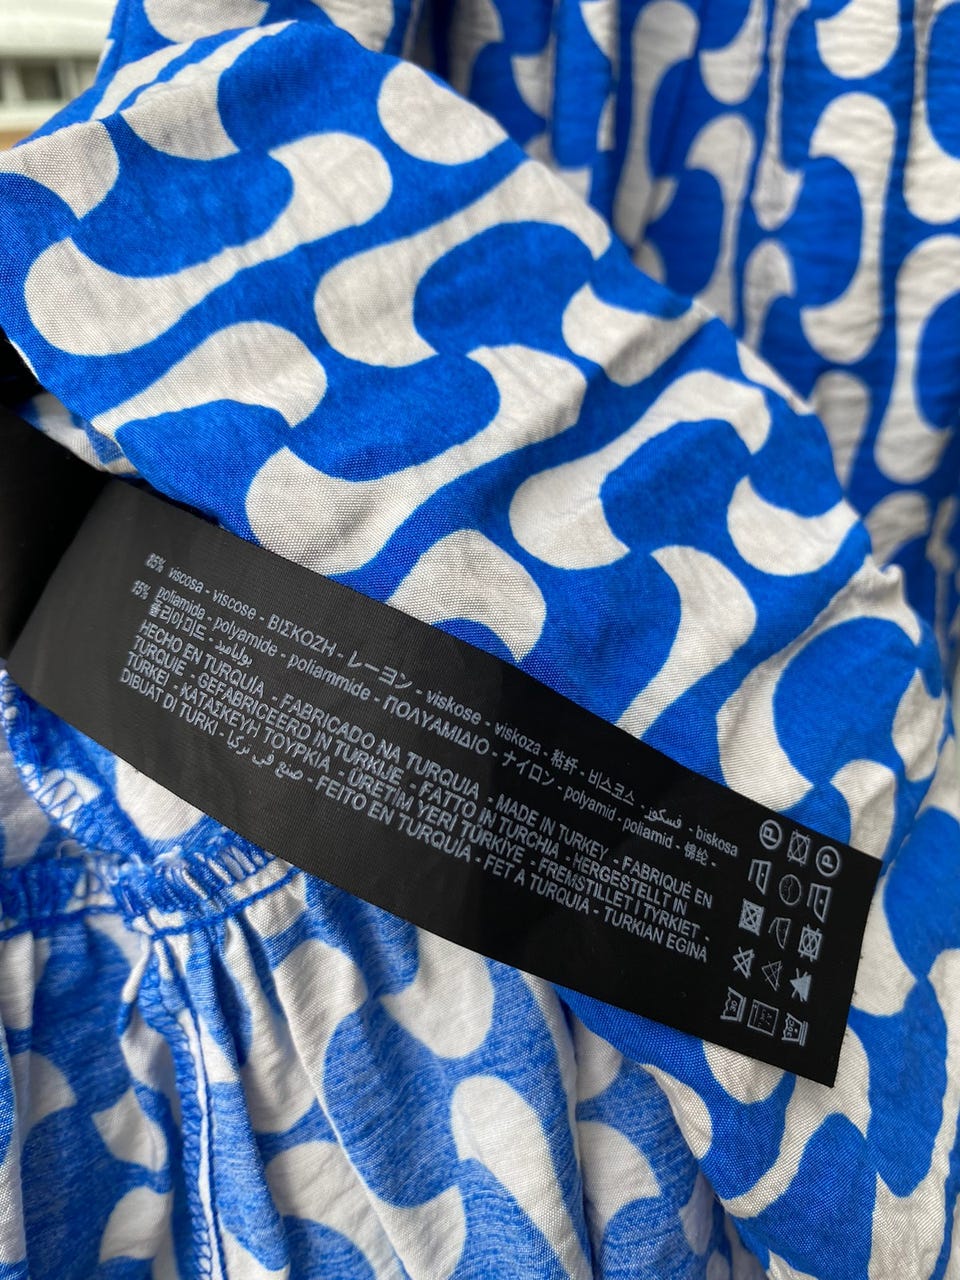 85% viscosa - viscose - ΒΙΣΚΟΖΗ - レーヨン - viskose - viskoza - 粘纤 - 비스코스 - فسكوز - biskosa
15% poliamida - polyamide - poliammide - ΠΟΛΥΑΜΙΔΙΟ - ナイロン - polyamid - poliamid - 锦纶 -
폴리아미드 - بولياميد
HECHO EN TURQUÍA - FABRICADO NA TURQUIA - MADE IN TURKEY - FABRIQUÉ EN
TURQUIE - GEFABRICEERD IN TURKIJE - FATTO IN TURCHIA - HERGESTELLT IN
TÜRKEI - ΚΑΤΑΣΚΕΥΗ ΤΟΥΡΚΙΑ - ÜRETİM YERİ TÜRKİYE - FREMSTILLET I TYRKIET -
DIBUAT DI TURKI - صنع في تركيا - FEITO EN TURQUÍA - FET A TURQUIA - TURKIAN EGINA
P P